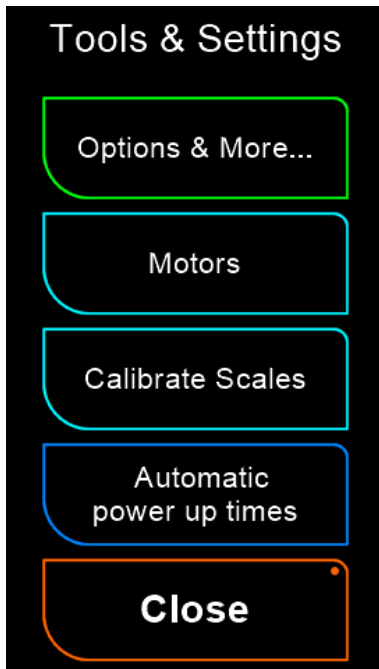 Tools & Settings
Options & More...
Motors
Calibrate Scales
Automatic
power up times
Close